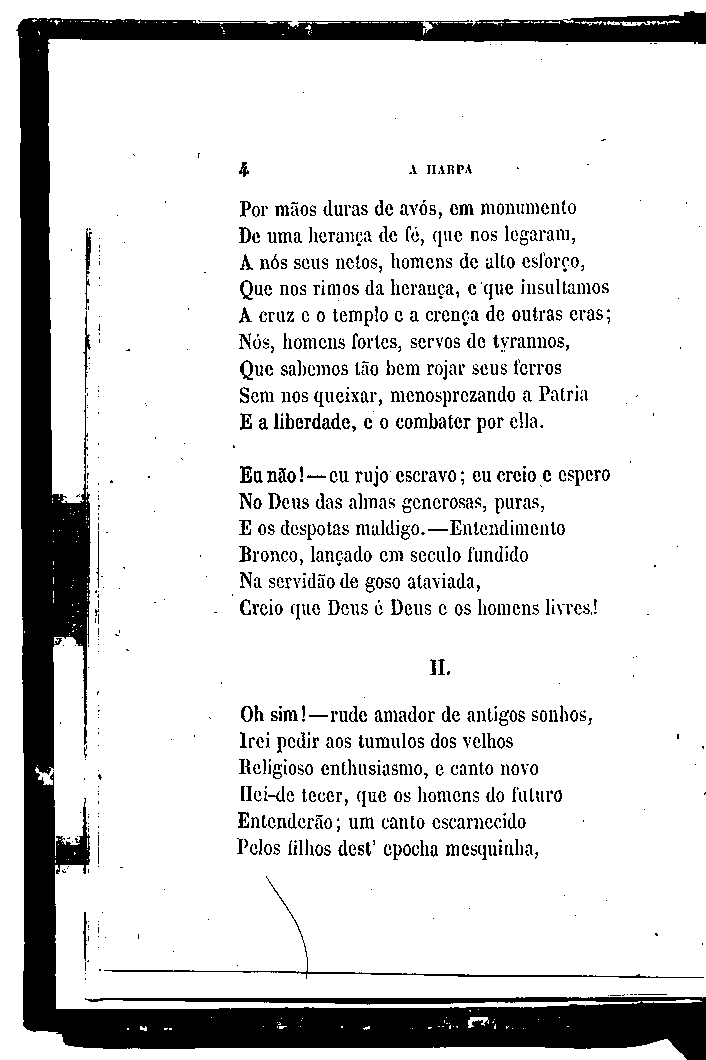 4 A HARPA
Por mãos duras de avós, em monumento
De uma herança de fé, que nos legaram,
A nós seus netos, homens de alto esforço,
Que nos rimos da herança, e que insultamos
A cruz e o templo e a crença de outras eras;
Nós, homens fortes, servos de tyrannos,
Que sabemos tão bem rojar seus ferros
Sem nos queixar, menosprezando a Patria
E a liberdade, e o combater por ella.
Eu não!—eu rujo escravo; eu creio e espero
No Deus das almas generosas, puras,
E os despotas maldigo.—Entendimento
Bronco, lançado em seculo fundido
Na servidão de goso ataviada,
Creio que Deus é Deus e os homens livres!
II.
Oh sim!—rude amador de antigos sonhos,
Irei pedir aos tumulos dos velhos
Religioso enthusiasmo, e canto novo
Hei-de tecer, que os homens do futuro
Entenderão; um canto escarnecido
Pelos filhos dest' epocha mesquinha,